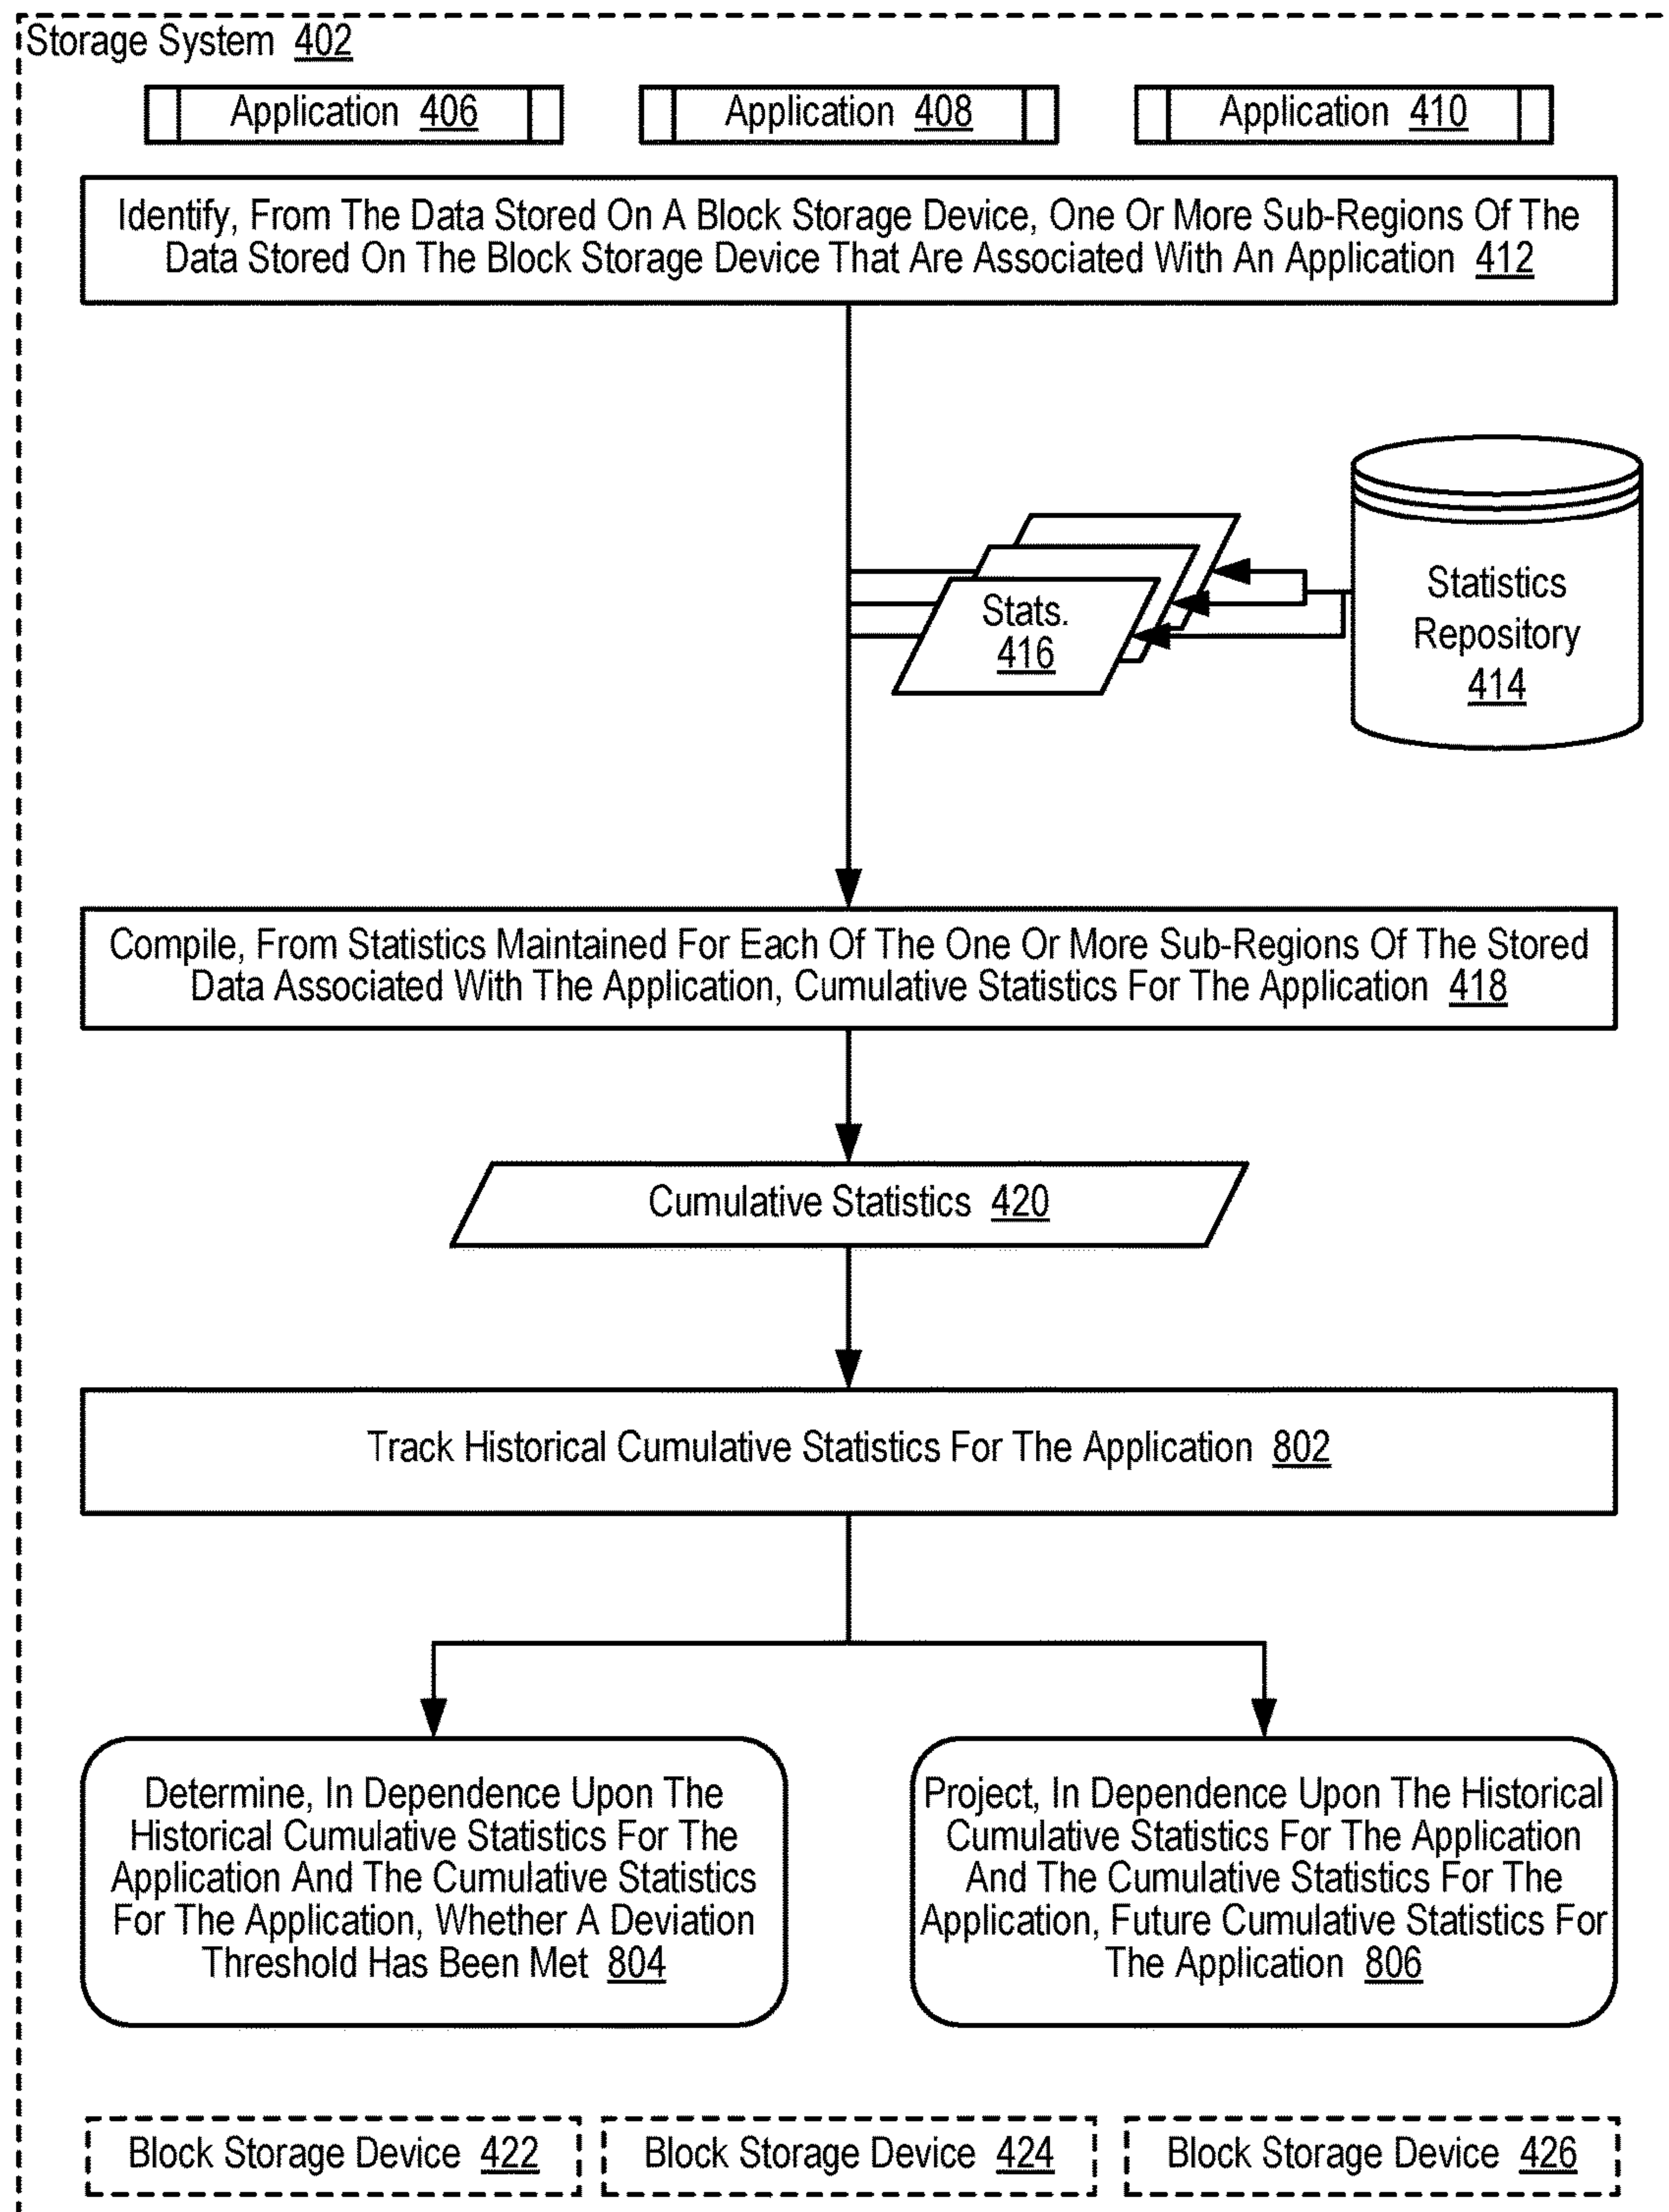 Storage System 402
Application 406
Application 408
Application 410
Identify, From The Data Stored On A Block Storage Device, One Or More Sub-Regions Of The
Data Stored On The Block Storage Device That Are Associated With An Application 412
Stats.
416
Statistics
Repository
414
Compile, From Statistics Maintained For Each Of The One Or More Sub-Regions Of The Stored
Data Associated With The Application, Cumulative Statistics For The Application 418
Cumulative Statistics 420
Track Historical Cumulative Statistics For The Application 802
Determine, In Dependence Upon The
Historical Cumulative Statistics For The
Application And The Cumulative Statistics
For The Application, Whether A Deviation
Threshold Has Been Met 804
Project, In Dependence Upon The Historical
Cumulative Statistics For The Application
And The Cumulative Statistics For The
Application, Future Cumulative Statistics For
The Application 806
Block Storage Device 422
Block Storage Device 424
Block Storage Device 426